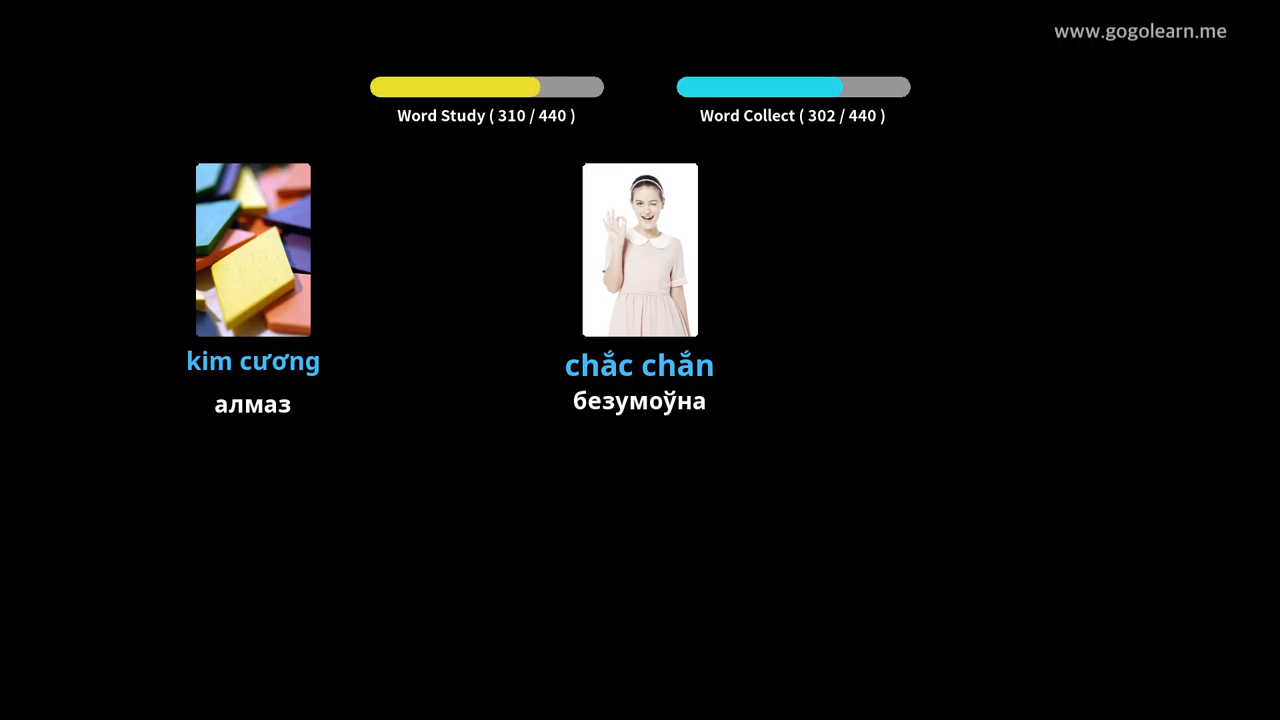 www.gogolearn.me
Word Study ( 310 / 440 )
Word Collect ( 302 / 440 )
kim cương
алмаз
chắc chắn
безумоўна